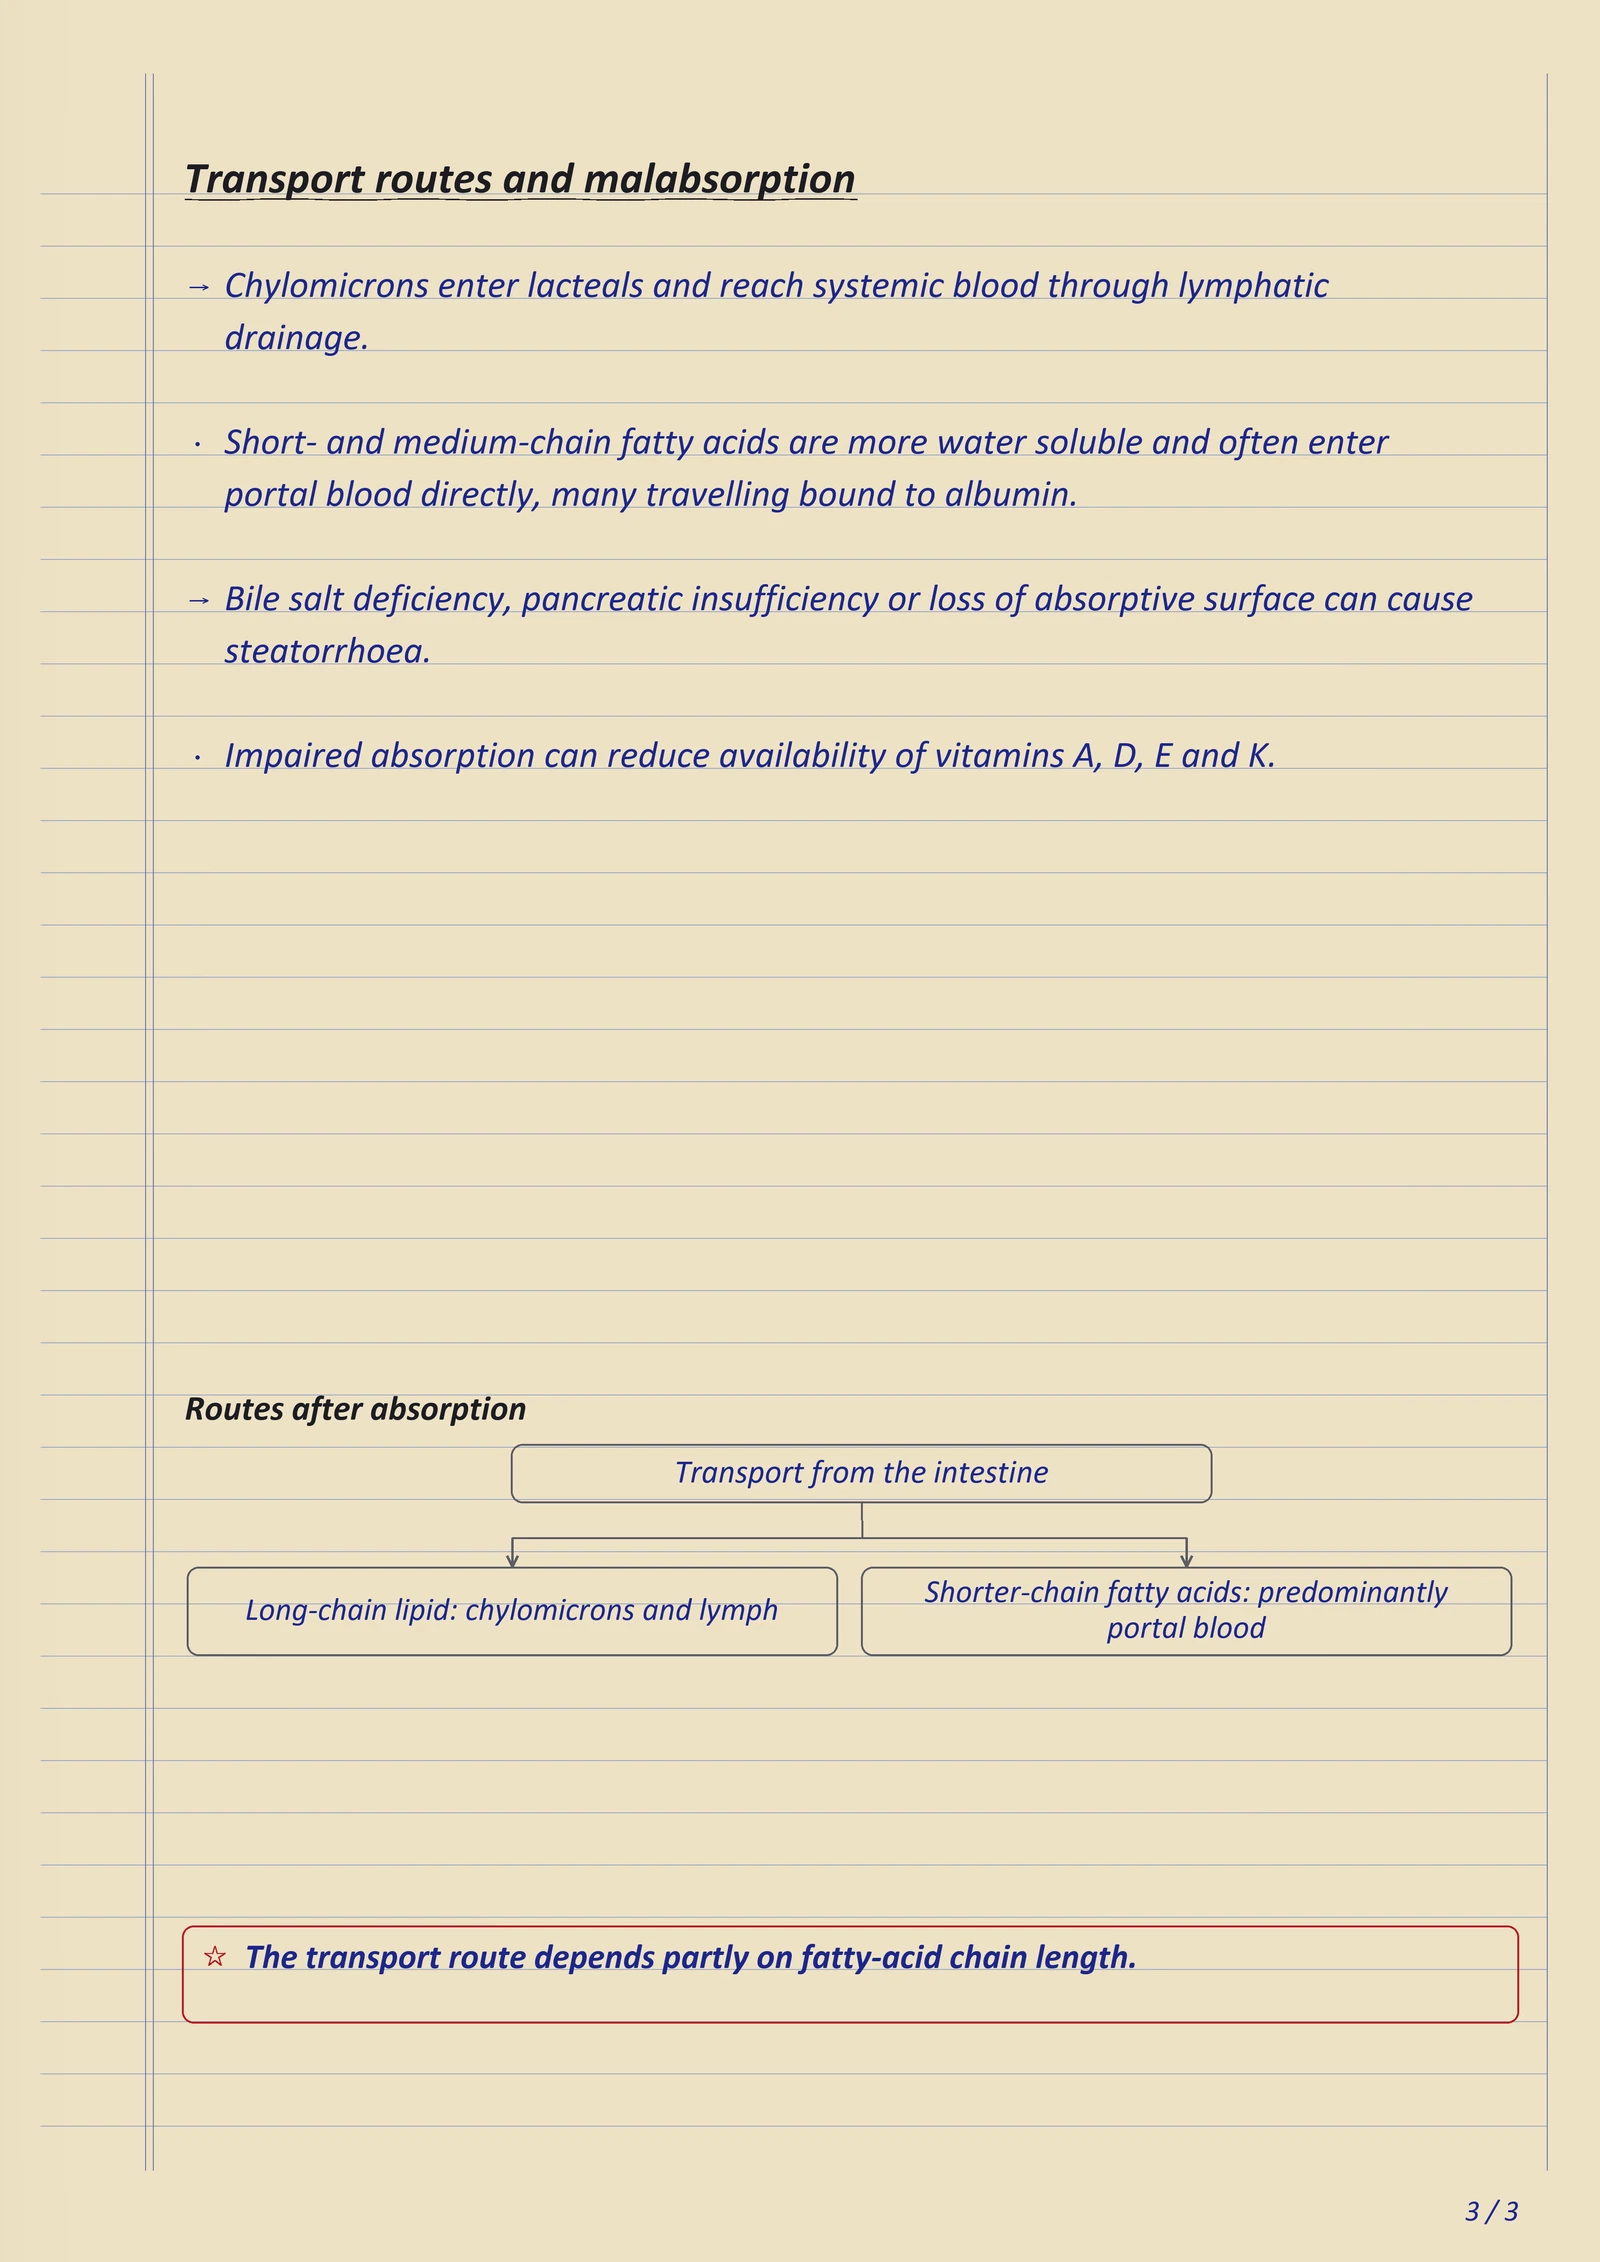 Transport routes and malabsorption
→ Chylomicrons enter lacteals and reach systemic blood through lymphatic
drainage.
· Short- and medium-chain fatty acids are more water soluble and often enter
portal blood directly, many travelling bound to albumin.
→ Bile salt deficiency, pancreatic insufficiency or loss of absorptive surface can cause
steatorrhoea.
· Impaired absorption can reduce availability of vitamins A, D, E and K.
Routes after absorption
Transport from the intestine
Long-chain lipid: chylomicrons and lymph
Shorter-chain fatty acids: predominantly
portal blood
☆ The transport route depends partly on fatty-acid chain length.
3 / 3